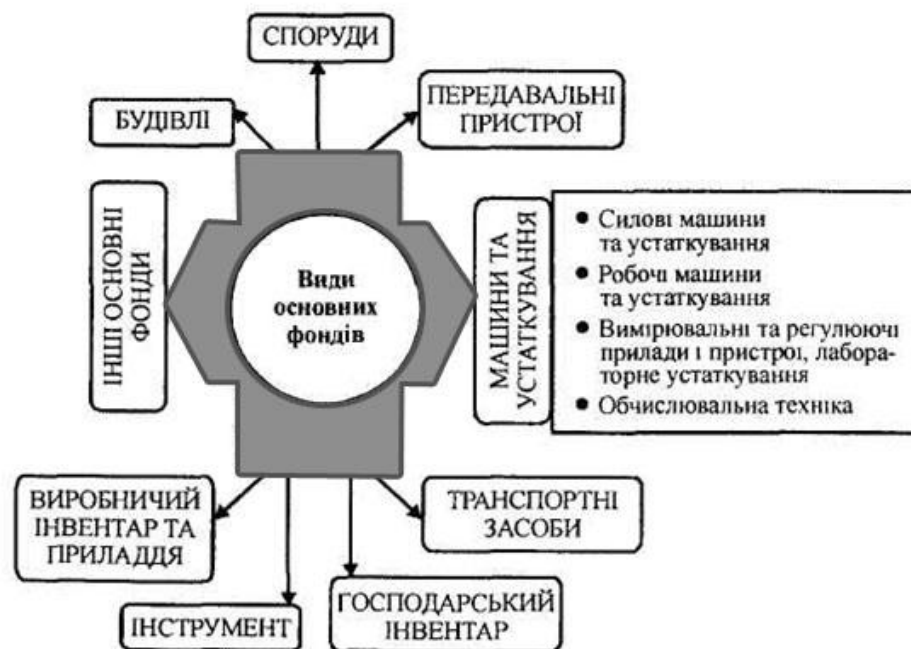 СПОРУДИ
БУДІВЛІ
ПЕРЕДАВАЛЬНІ
ПРИСТРОЇ
ІНШІ ОСНОВНІ
ФОНДИ
Види
основних
фондів
МАШИНИ ТА
УСТАТКУВАННЯ
● Силові машини
та устаткування
● Робочі машини
та устаткування
● Вимірювальні та регулюючі
прилади і пристрої, лабора-
торне устаткування
● Обчислювальна техніка
ВИРОБНИЧИЙ
ІНВЕНТАР ТА
ПРИЛАДДЯ
ТРАНСПОРТНІ
ЗАСОБИ
ІНСТРУМЕНТ
ГОСПОДАРСЬКИЙ
ІНВЕНТАР